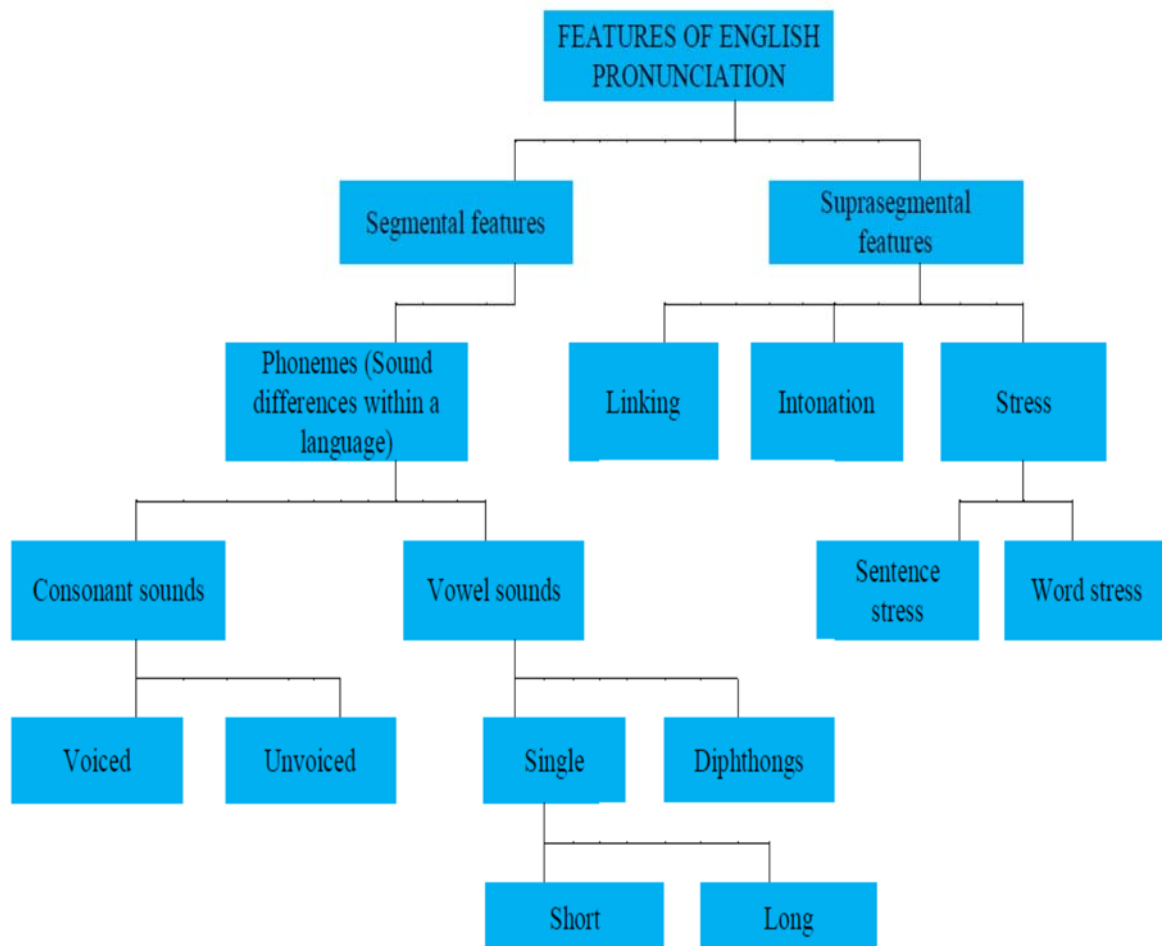 FEATURES OF ENGLISH
PRONUNCIATION
Segmental features
Suprasegmental
features
Phonemes (Sound
differences within a
language)
Linking
Intonation
Stress
Consonant sounds
Vowel sounds
Sentence
stress
Word stress
Voiced
Unvoiced
Single
Diphthongs
Short
Long